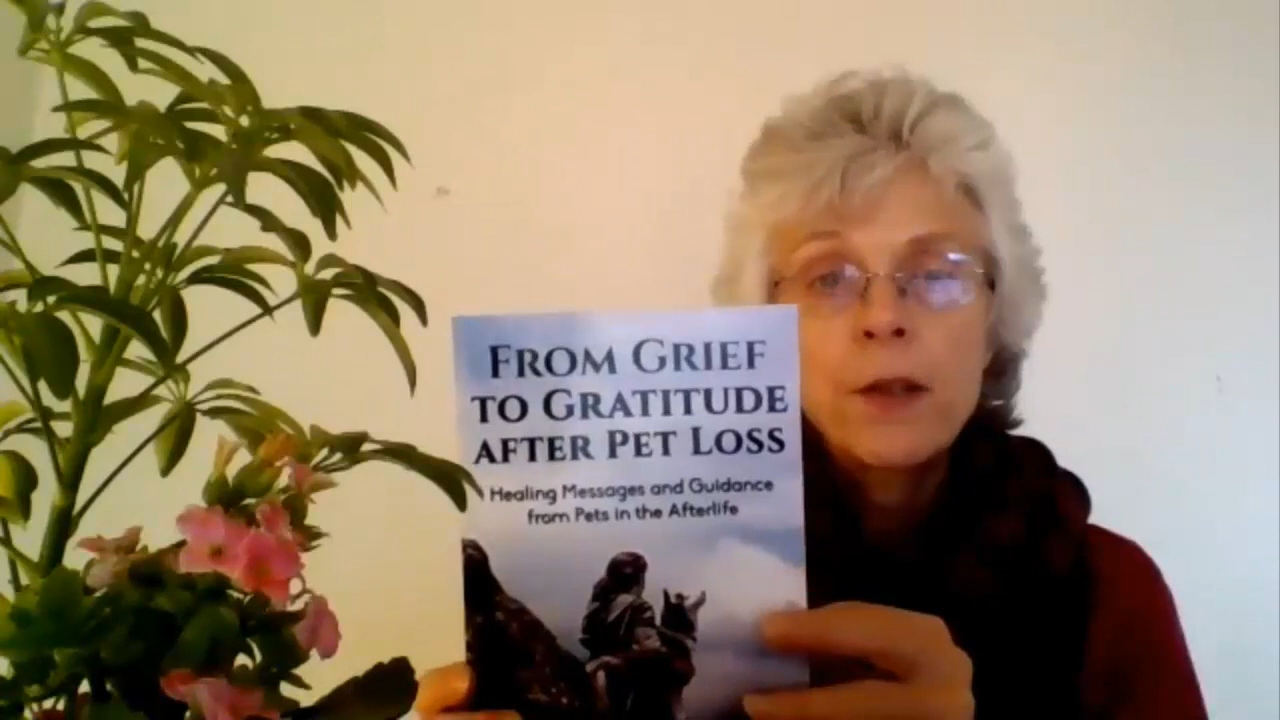 From Grief
to Gratitude
after Pet Loss
Healing Messages and Guidance
from Pets in the Afterlife